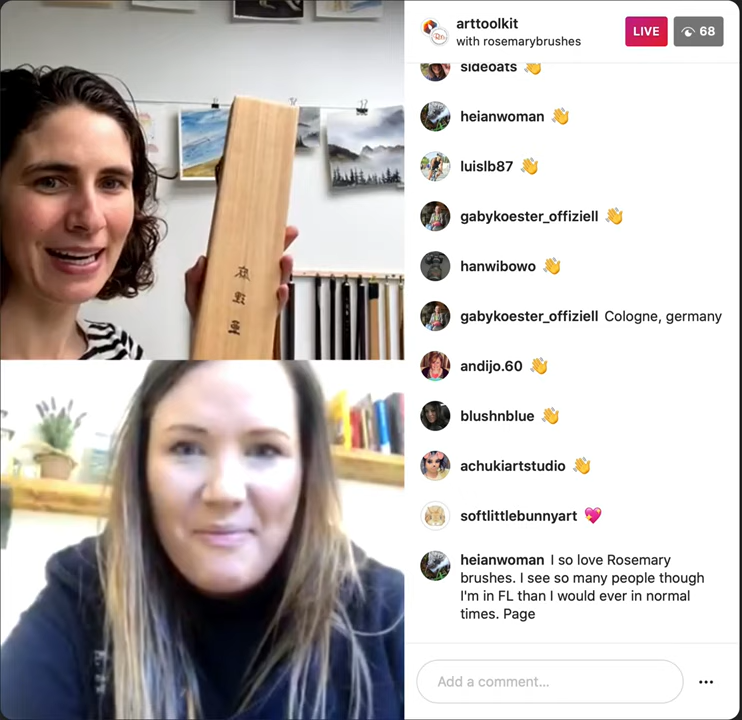 arttoolkit
with rosemarybrushes
LIVE
68
sideoats 👋
heianwoman 👋
luislb87 👋
gabykoester_offiziell 👋
hanwibowo 👋
gabykoester_offiziell Cologne, germany
andijo.60 👋
blushnblue 👋
achukiartstudio 👋
softlittlebunnyart 💖
heianwoman I so love Rosemary
brushes. I see so many people though
I'm in FL than I would ever in normal
times. Page
Add a comment...